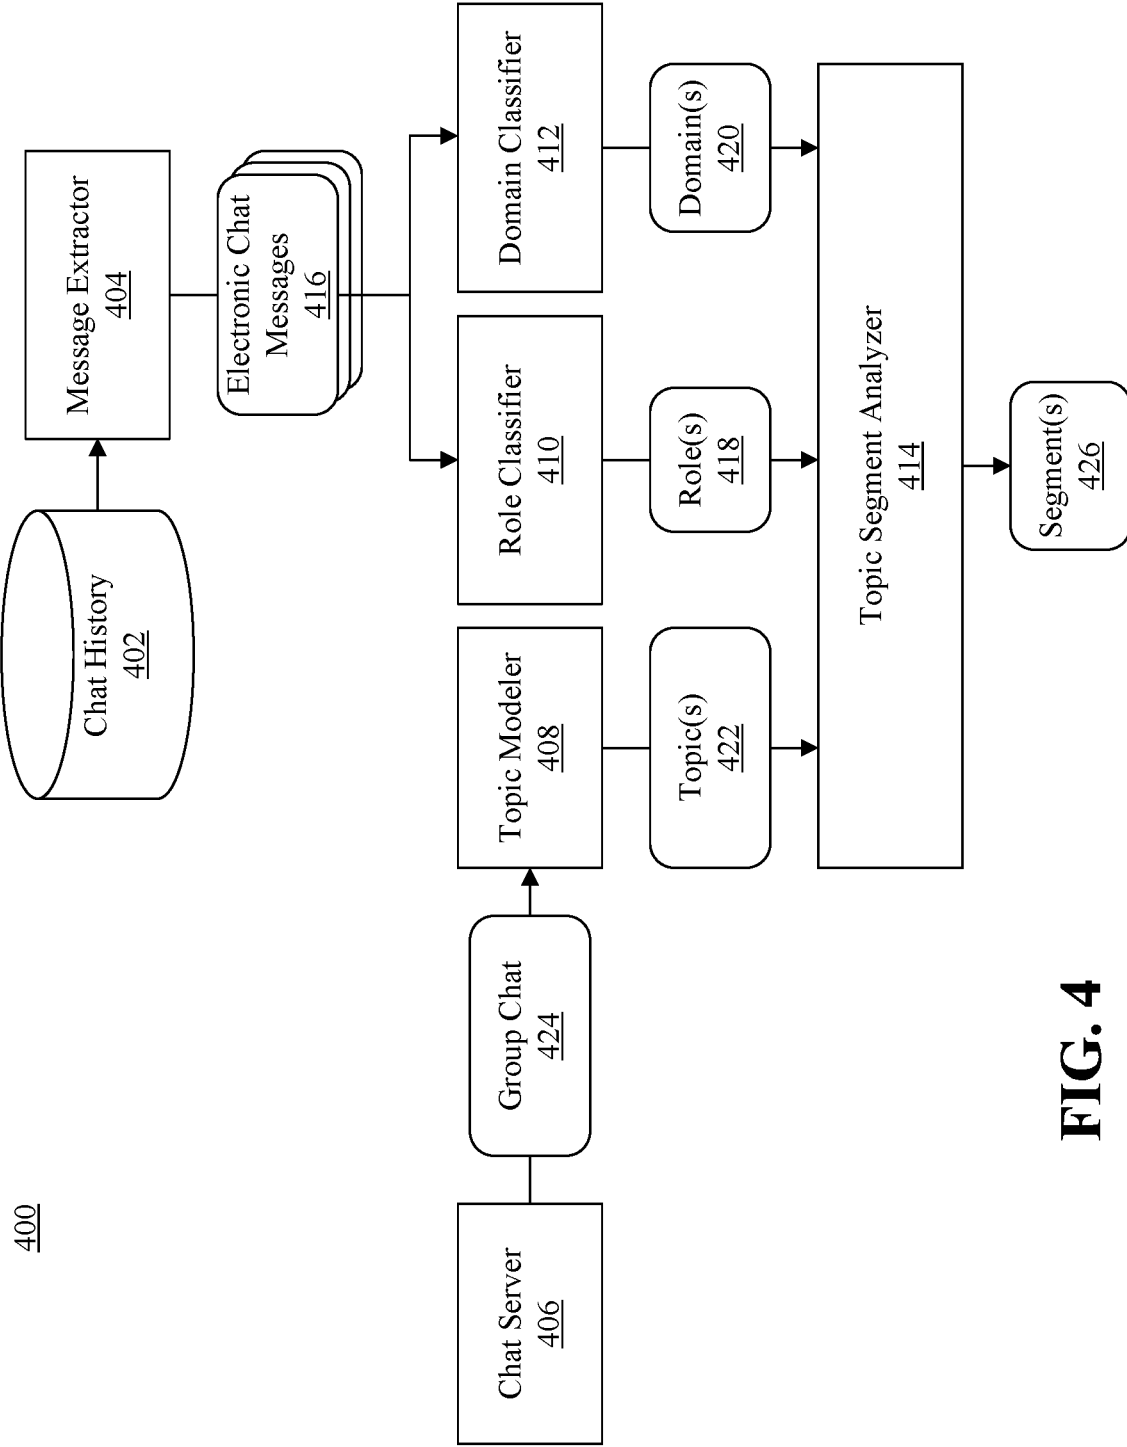 400
Chat History
402
Message Extractor
404
Electronic Chat
Messages
416
Chat Server
406
Group Chat
424
Topic Modeler
408
Role Classifier
410
Domain Classifier
412
Topic(s)
422
Role(s)
418
Domain(s)
420
Topic Segment Analyzer
414
Segment(s)
426
FIG. 4